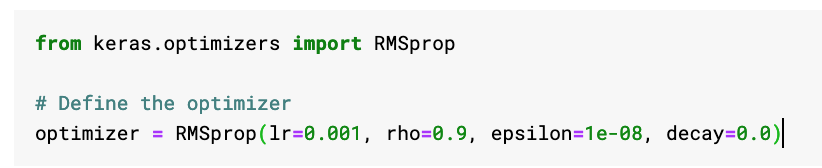 from keras.optimizers import RMSprop
# Define the optimizer
optimizer = RMSprop(lr=0.001, rho=0.9, epsilon=1e-08, decay=0.0)